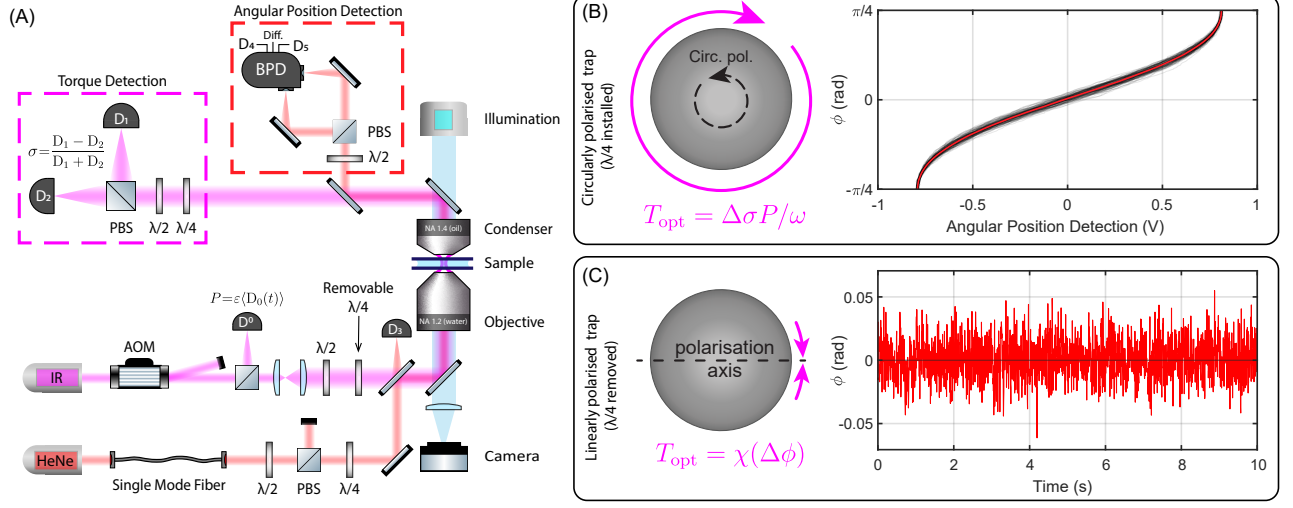 (A)
Angular Position Detection
Diff.
D₄ D₅
BPD
PBS
λ/2
Torque Detection
D₁
σ = (D₁ − D₂)/(D₁ + D₂)
D₂
PBS
λ/2 λ/4
Illumination
NA 1.4 (oil)
Condenser
Sample
NA 1.2 (water)
Objective
P = ε⟨D₀(t)⟩
Removable
λ/4
D⁰
λ/2
D₃
AOM
IR
HeNe
Single Mode Fiber
λ/2
PBS
λ/4
Camera
(B)
Circularly polarised trap
(λ/4 installed)
Circ. pol.
T_opt = ΔσP/ω
ϕ (rad)
π/4
0
-π/4
-1 -0.5 0 0.5 1
Angular Position Detection (V)
(C)
Linearly polarised trap
(λ/4 removed)
polarisation
axis
T_opt = χ(Δϕ)
ϕ (rad)
0.05
0
-0.05
0 2 4 6 8 10
Time (s)